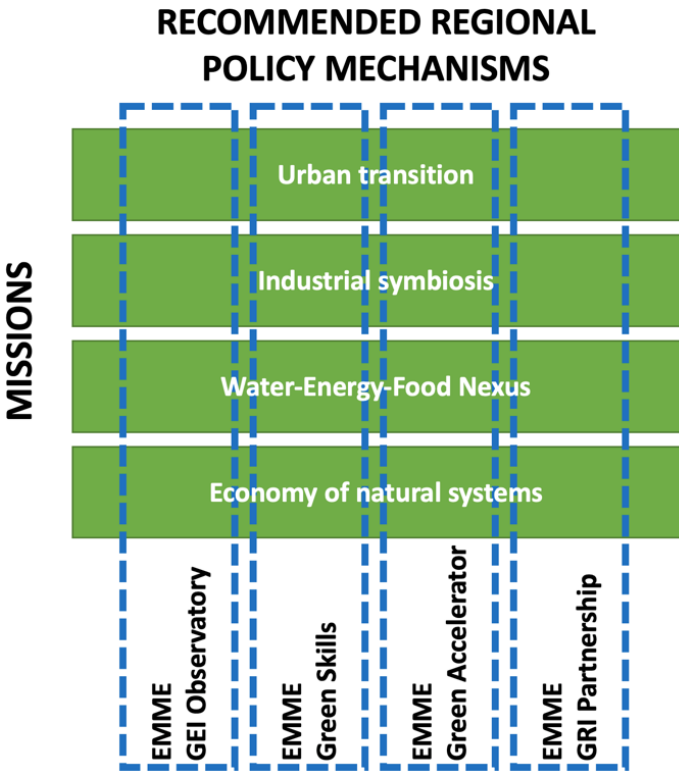 RECOMMENDED REGIONAL
POLICY MECHANISMS
MISSIONS
Urban transition
Industrial symbiosis
Water-Energy-Food Nexus
Economy of natural systems
EMME
GEI Observatory
EMME
Green Skills
EMME
Green Accelerator
EMME
GRI Partnership